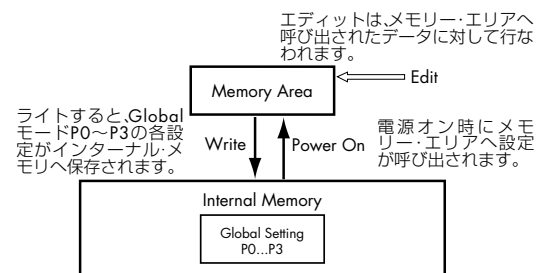 エディットは、メモリー・エリアへ
呼び出されたデータに対して行な
われます。
Edit
Memory Area
ライトすると、Global
モードP0～P3の各設
定がインターナル・メ
モリへ保存されます。
Write
Power On
電源オン時にメモ
リー・エリアへ設定
が呼び出されます。
Internal Memory
Global Setting
P0...P3